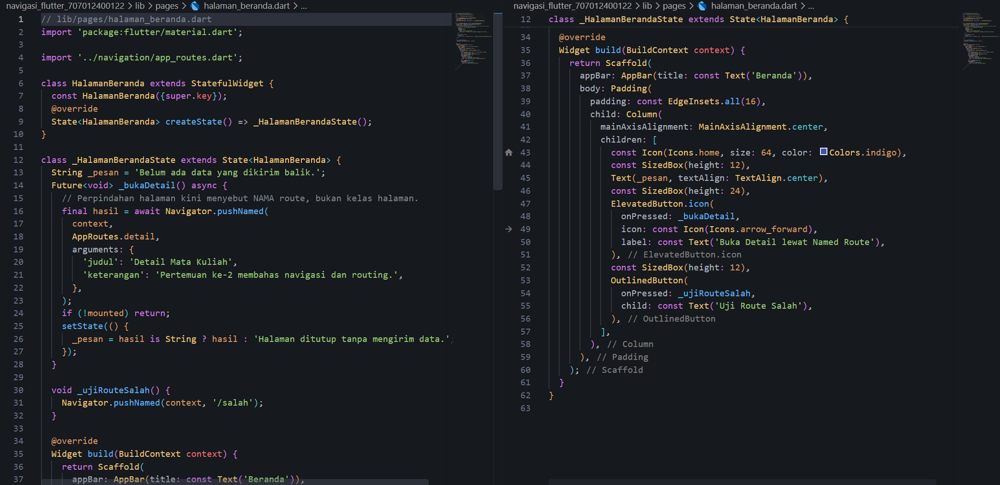 navigasi_flutter_707012400122 > lib > pages > halaman_beranda.dart > ...
1 // lib/pages/halaman_beranda.dart
2 import 'package:flutter/material.dart';
3
4 import '../navigation/app_routes.dart';
5
6 class HalamanBeranda extends StatefulWidget {
7   const HalamanBeranda({super.key});
8   @override
9   State<HalamanBeranda> createState() => _HalamanBerandaState();
10 }
11
12 class _HalamanBerandaState extends State<HalamanBeranda> {
13   String _pesan = 'Belum ada data yang dikirim balik.';
14   Future<void> _bukaDetail() async {
15     // Perpindahan halaman kini menyebut NAMA route, bukan kelas halaman.
16     final hasil = await Navigator.pushNamed(
17       context,
18       AppRoutes.detail,
19       arguments: {
20         'judul': 'Detail Mata Kuliah',
21         'keterangan': 'Pertemuan ke-2 membahas navigasi dan routing.',
22       },
23     );
24     if (!mounted) return;
25     setState(() {
26       _pesan = hasil is String ? hasil : 'Halaman ditutup tanpa mengirim data.';
27     });
28   }
29
30   void _ujiRouteSalah() {
31     Navigator.pushNamed(context, '/salah');
32   }
33
34   @override
35   Widget build(BuildContext context) {
36     return Scaffold(
37       appBar: AppBar(title: const Text('Beranda')),
navigasi_flutter_707012400122 > lib > pages > halaman_beranda.dart > ...
12 class _HalamanBerandaState extends State<HalamanBeranda> {
34   @override
35   Widget build(BuildContext context) {
36     return Scaffold(
37       appBar: AppBar(title: const Text('Beranda')),
38       body: Padding(
39         padding: const EdgeInsets.all(16),
40         child: Column(
41           mainAxisAlignment: MainAxisAlignment.center,
42           children: [
43             const Icon(Icons.home, size: 64, color: Colors.indigo),
44             const SizedBox(height: 12),
45             Text(_pesan, textAlign: TextAlign.center),
46             const SizedBox(height: 24),
47             ElevatedButton.icon(
48               onPressed: _bukaDetail,
49               icon: const Icon(Icons.arrow_forward),
50               label: const Text('Buka Detail lewat Named Route'),
51             ), // ElevatedButton.icon
52             const SizedBox(height: 12),
53             OutlinedButton(
54               onPressed: _ujiRouteSalah,
55               child: const Text('Uji Route Salah'),
56             ), // OutlinedButton
57           ],
58         ), // Column
59       ), // Padding
60     ); // Scaffold
61   }
62 }
63